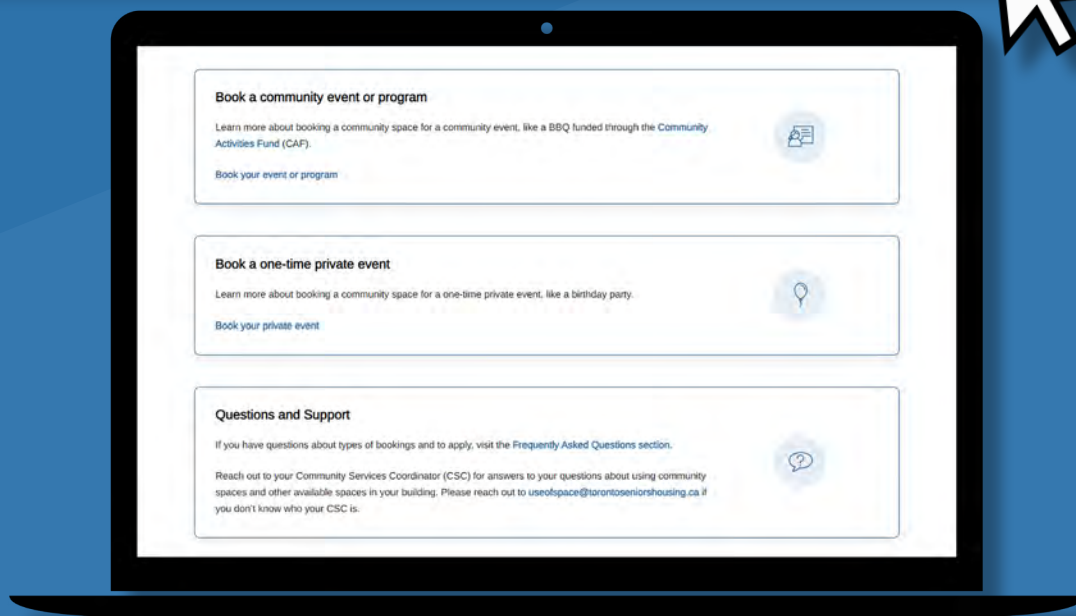 Book a community event or program
Learn more about booking a community space for a community event, like a BBQ funded through the Community
Activities Fund (CAF).
Book your event or program
Book a one-time private event
Learn more about booking a community space for a one-time private event, like a birthday party.
Book your private event
Questions and Support
If you have questions about types of bookings and to apply, visit the Frequently Asked Questions section.
Reach out to your Community Services Coordinator (CSC) for answers to your questions about using community
spaces and other available spaces in your building. Please reach out to useofspace@torontoseniorshousing.ca if
you don't know who your CSC is.